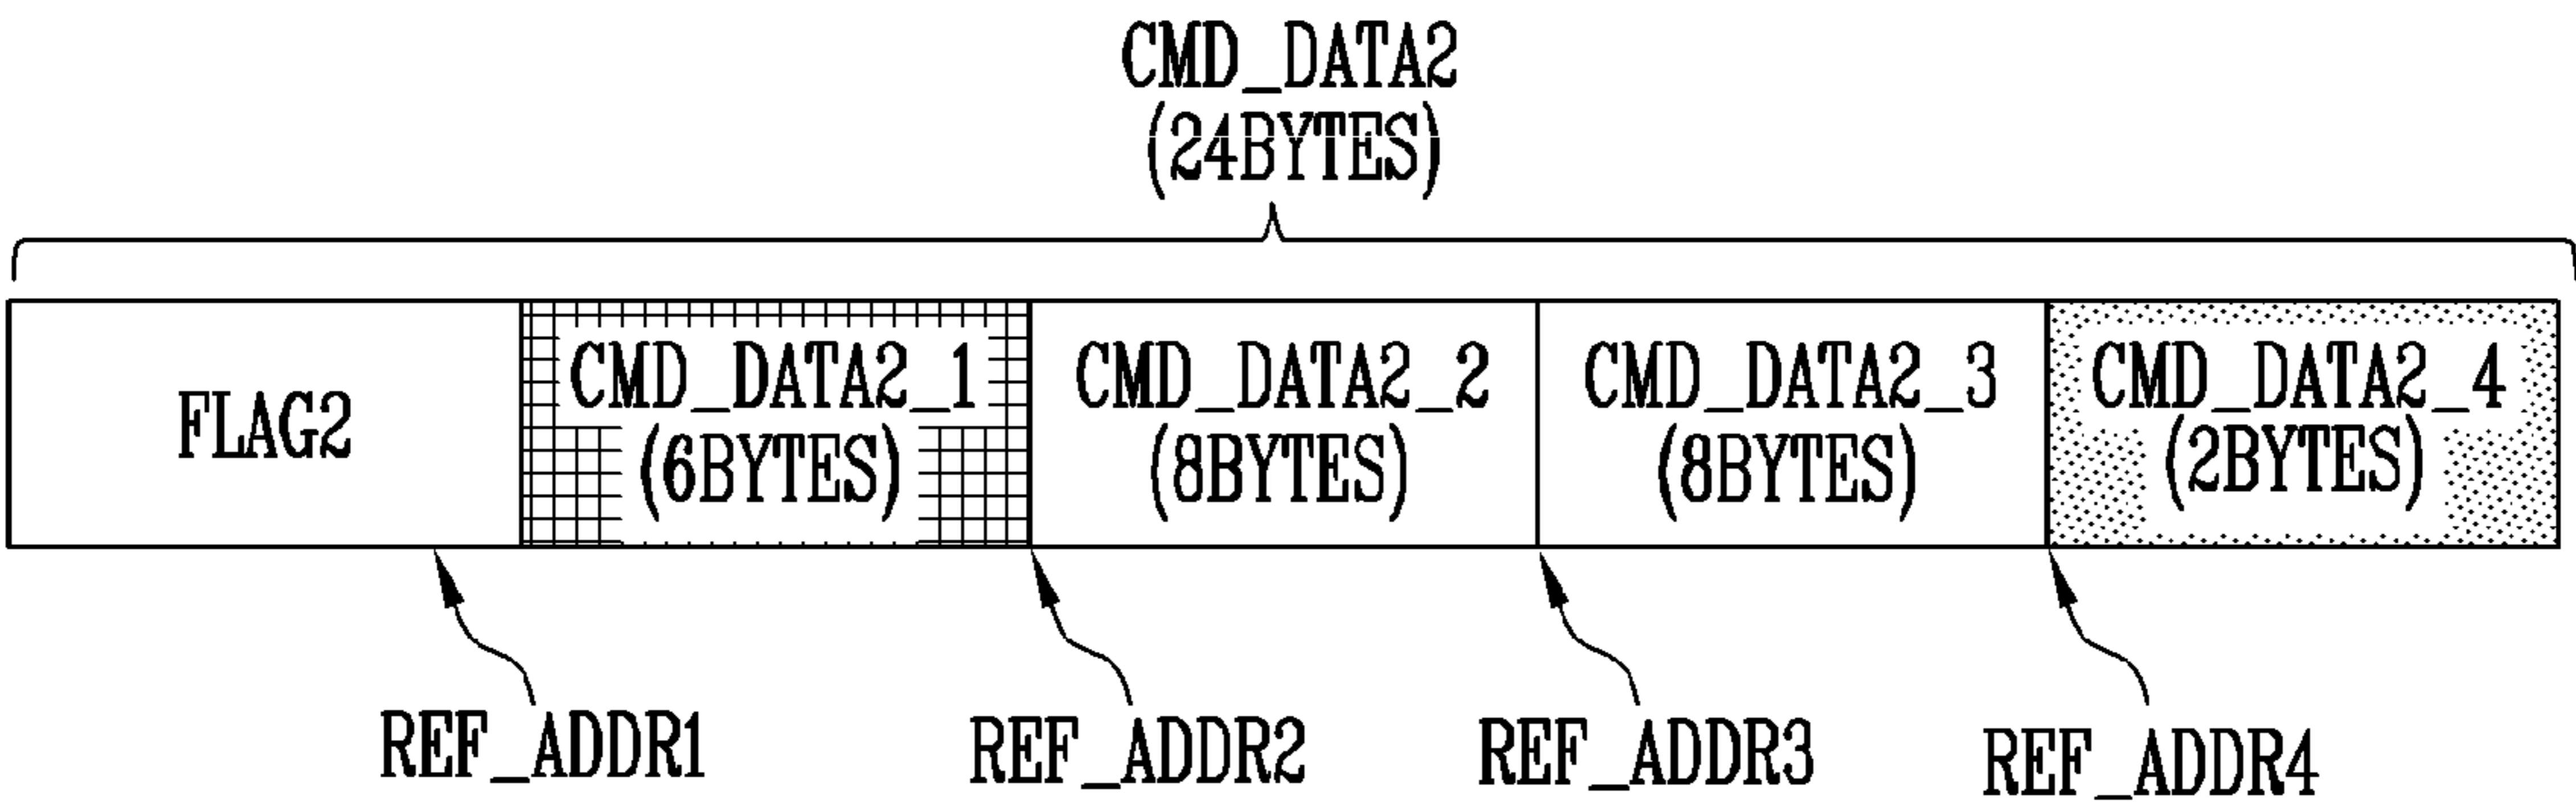 CMD_DATA2
(24BYTES)
FLAG2
CMD_DATA2_1
(6BYTES)
CMD_DATA2_2
(8BYTES)
CMD_DATA2_3
(8BYTES)
CMD_DATA2_4
(2BYTES)
REF_ADDR1
REF_ADDR2
REF_ADDR3
REF_ADDR4